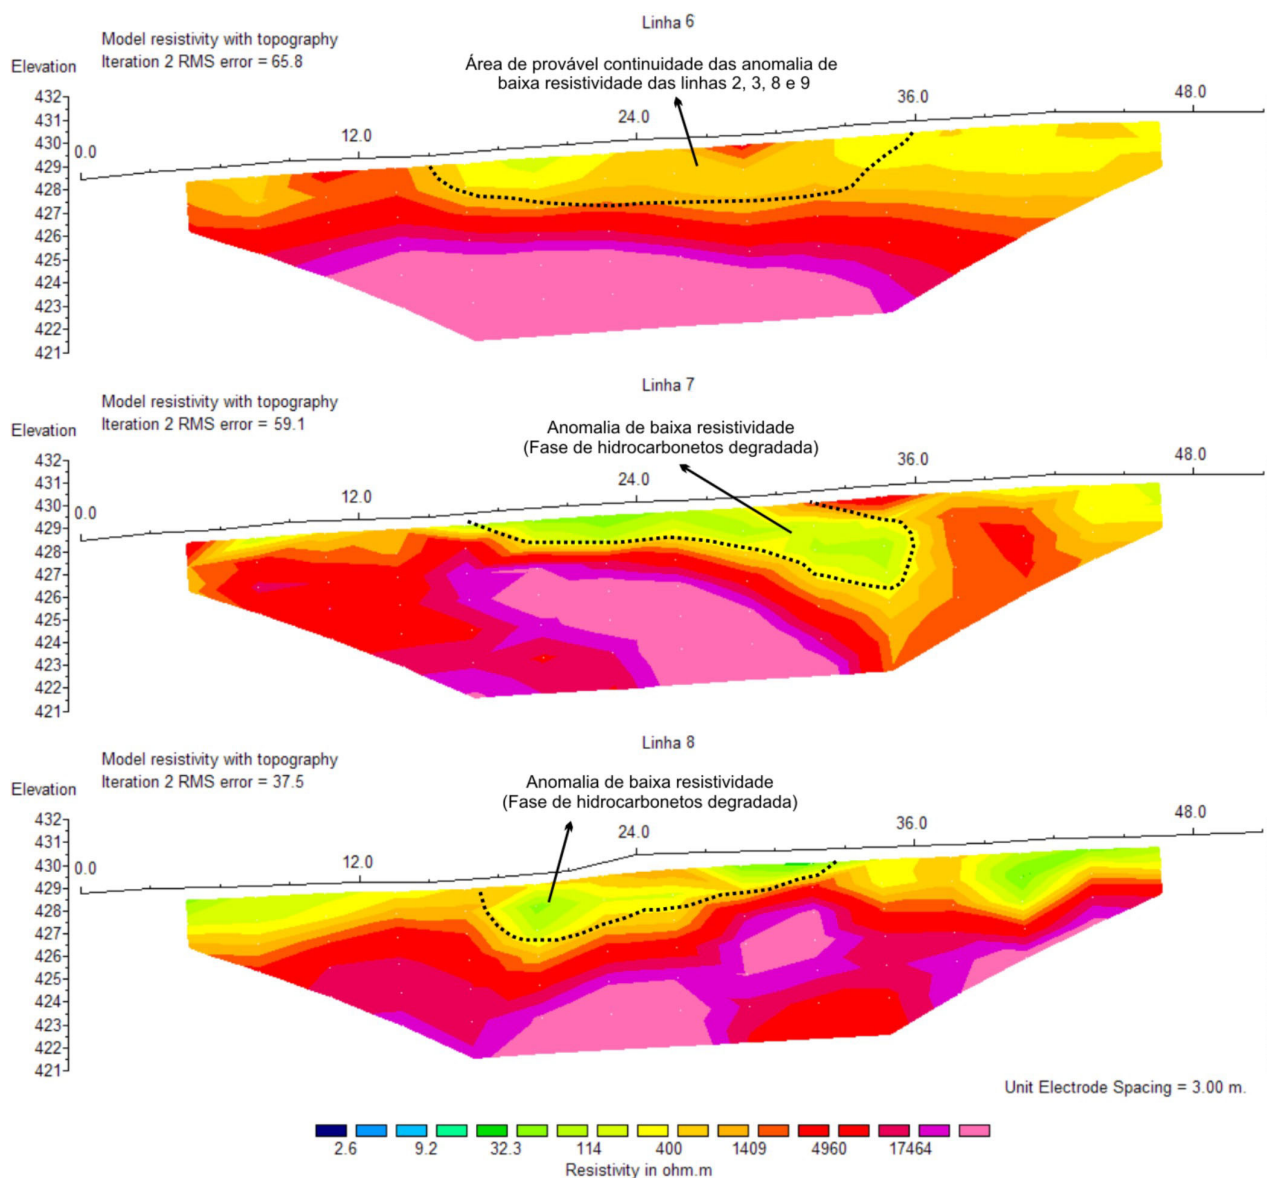 Linha 6
Model resistivity with topography
Iteration 2 RMS error = 65.8
Elevation
Área de provável continuidade das anomalia de
baixa resistividade das linhas 2, 3, 8 e 9
432
431
430
429
428
427
426
425
424
423
422
421
0.0
12.0
24.0
36.0
48.0
Linha 7
Model resistivity with topography
Iteration 2 RMS error = 59.1
Elevation
Anomalia de baixa resistividade
(Fase de hidrocarbonetos degradada)
432
431
430
429
428
427
426
425
424
423
422
421
0.0
12.0
24.0
36.0
48.0
Linha 8
Model resistivity with topography
Iteration 2 RMS error = 37.5
Elevation
Anomalia de baixa resistividade
(Fase de hidrocarbonetos degradada)
432
431
430
429
428
427
426
425
424
423
422
421
0.0
12.0
24.0
36.0
48.0
Unit Electrode Spacing = 3.00 m.
2.6 9.2 32.3 114 400 1409 4960 17464
Resistivity in ohm.m